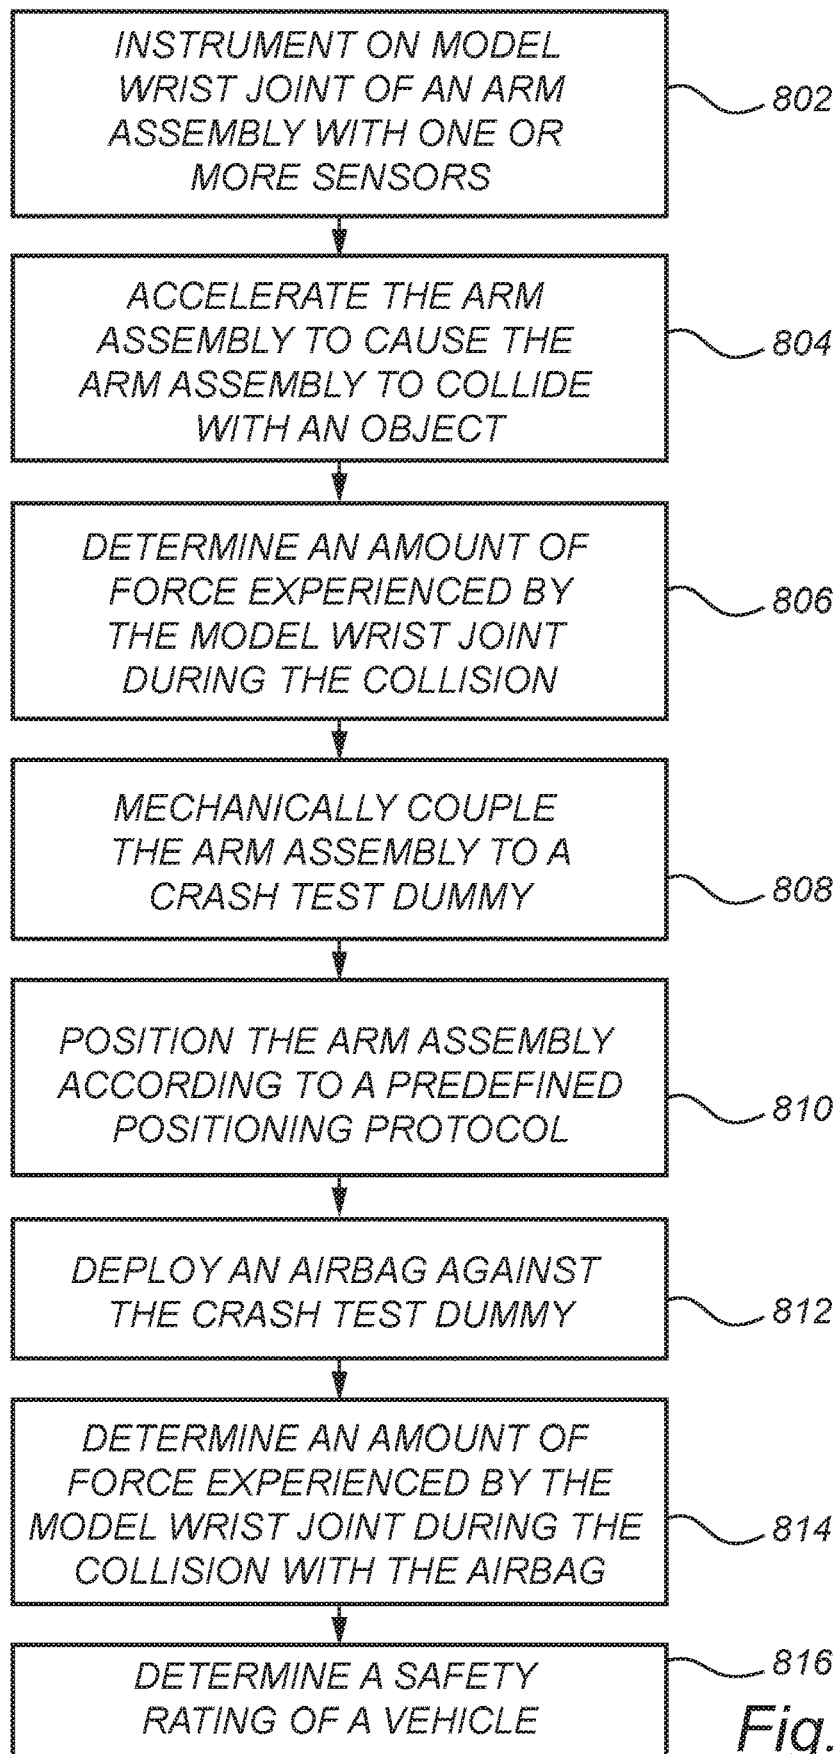 INSTRUMENT ON MODEL
WRIST JOINT OF AN ARM
ASSEMBLY WITH ONE OR
MORE SENSORS
802
ACCELERATE THE ARM
ASSEMBLY TO CAUSE THE
ARM ASSEMBLY TO COLLIDE
WITH AN OBJECT
804
DETERMINE AN AMOUNT OF
FORCE EXPERIENCED BY
THE MODEL WRIST JOINT
DURING THE COLLISION
806
MECHANICALLY COUPLE
THE ARM ASSEMBLY TO A
CRASH TEST DUMMY
808
POSITION THE ARM ASSEMBLY
ACCORDING TO A PREDEFINED
POSITIONING PROTOCOL
810
DEPLOY AN AIRBAG AGAINST
THE CRASH TEST DUMMY
812
DETERMINE AN AMOUNT OF
FORCE EXPERIENCED BY THE
MODEL WRIST JOINT DURING THE
COLLISION WITH THE AIRBAG
814
DETERMINE A SAFETY
RATING OF A VEHICLE
816
Fig.